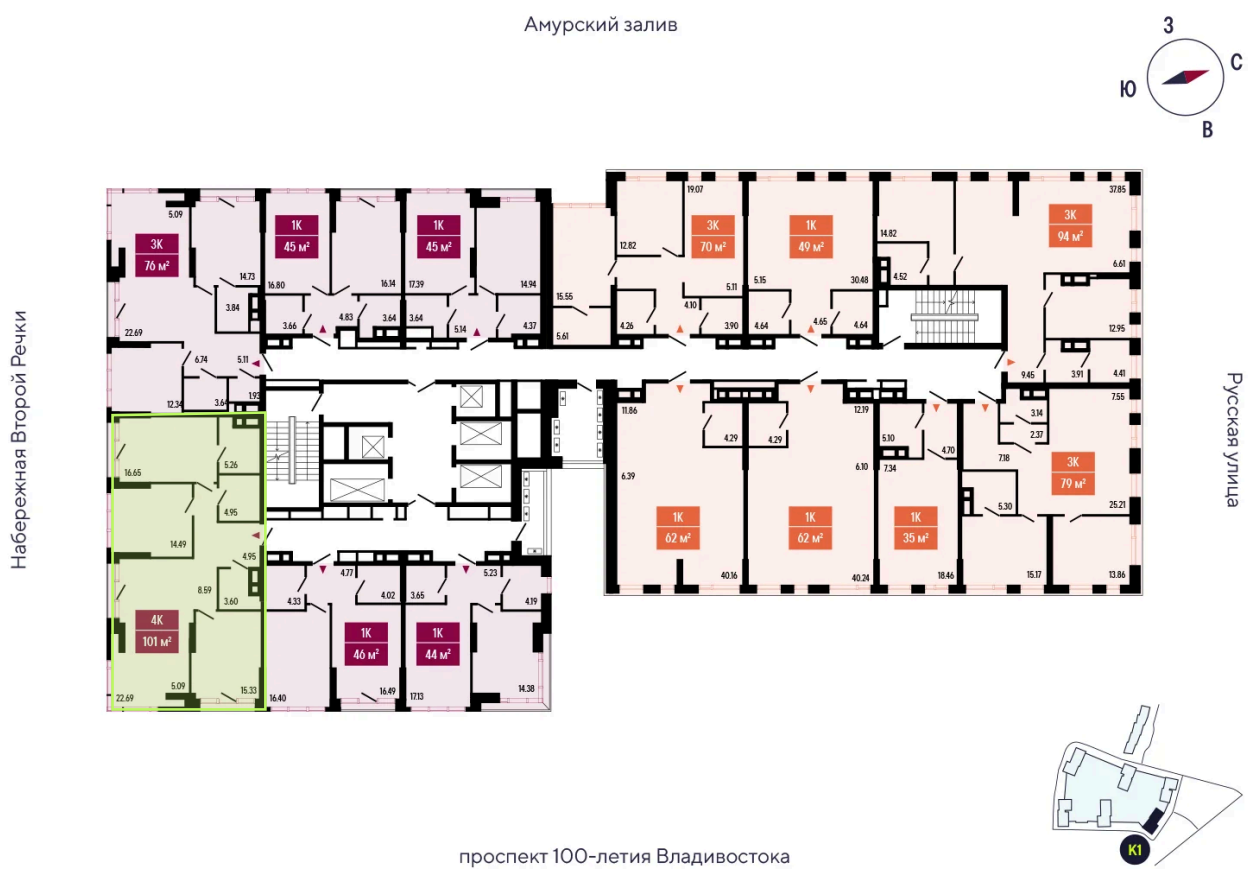 Амурский залив
З
С
Ю
В
Набережная Второй Речки
Русская улица
5.09
3К
76 м²
14.73
3.84
22.69
6.74
5.11
12.34
3.64
1.93
1К
45 м²
16.80
16.14
3.66
4.83
3.64
1К
45 м²
17.39
14.94
3.64
5.14
4.37
15.55
5.61
19.07
12.82
3К
70 м²
5.11
4.26
4.10
3.90
1К
49 м²
5.15
30.48
4.64
4.65
4.64
14.82
4.52
37.85
3К
94 м²
6.61
12.95
9.45
3.91
4.41
16.65
5.26
4.95
14.49
4.95
8.59
3.60
4К
101 м²
22.69
5.09
15.33
4.33
4.77
4.02
1К
46 м²
16.40
16.49
3.65
5.23
4.19
1К
44 м²
17.13
14.38
11.86
4.29
6.39
1К
62 м²
40.16
12.19
4.29
6.10
1К
62 м²
40.24
5.10
4.70
7.34
1К
35 м²
18.46
7.55
3.14
2.37
7.18
3К
79 м²
5.30
25.21
15.17
13.86
К1
проспект 100-летия Владивостока